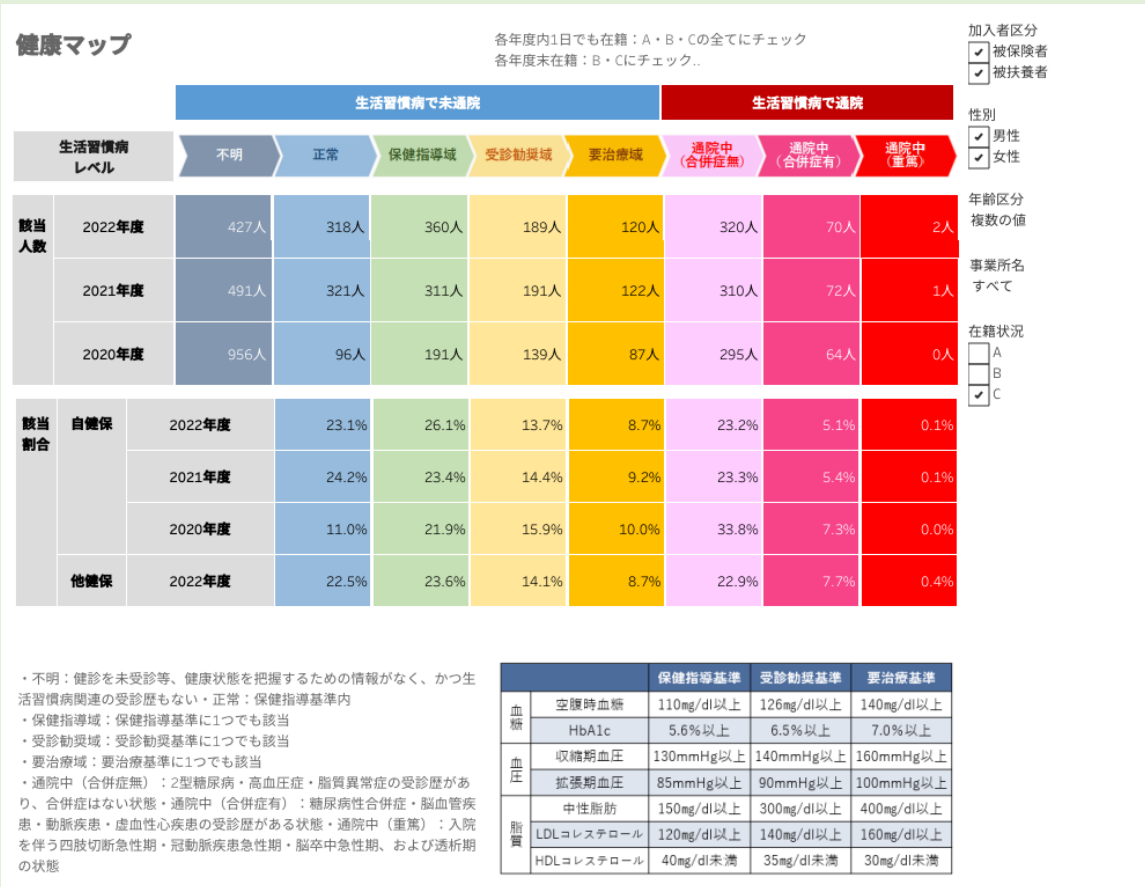 健康マップ
各年度内1日でも在籍：A・B・Cの全てにチェック
各年度末在籍：B・Cにチェック..
加入者区分
被保険者
被扶養者
性別
男性
女性
年齢区分
複数の値
事業所名
すべて
在籍状況
A
B
C
生活習慣病で未通院 生活習慣病で通院
生活習慣病
レベル
不明 正常 保健指導域 受診勧奨域 要治療域
通院中
（合併症無）
通院中
（合併症有）
通院中
（重篤）
該当
人数
2022年度 427人 318人 360人 189人 120人 320人 70人 2人
2021年度 491人 321人 311人 191人 122人 310人 72人 1人
2020年度 956人 96人 191人 139人 87人 295人 64人 0人
該当
割合
自健保 2022年度 23.1% 26.1% 13.7% 8.7% 23.2% 5.1% 0.1%
2021年度 24.2% 23.4% 14.4% 9.2% 23.3% 5.4% 0.1%
2020年度 11.0% 21.9% 15.9% 10.0% 33.8% 7.3% 0.0%
他健保 2022年度 22.5% 23.6% 14.1% 8.7% 22.9% 7.7% 0.4%
・不明：健診を未受診等、健康状態を把握するための情報がなく、かつ生
活習慣病関連の受診歴もない・正常：保健指導基準内
・保健指導域：保健指導基準に1つでも該当
・受診勧奨域：受診勧奨基準に1つでも該当
・要治療域：要治療基準に1つでも該当
・通院中（合併症無）：2型糖尿病・高血圧症・脂質異常症の受診歴があ
り、合併症はない状態・通院中（合併症有）：糖尿病性合併症・脳血管疾
患・動脈疾患・虚血性心疾患の受診歴がある状態・通院中（重篤）：入院
を伴う四肢切断急性期・冠動脈疾患急性期・脳卒中急性期、および透析期
の状態
保健指導基準 受診勧奨基準 要治療基準
血糖
空腹時血糖 110mg/dl以上 126mg/dl以上 140mg/dl以上
HbA1c 5.6%以上 6.5%以上 7.0%以上
血圧
収縮期血圧 130mmHg以上 140mmHg以上 160mmHg以上
拡張期血圧 85mmHg以上 90mmHg以上 100mmHg以上
脂質
中性脂肪 150mg/dl以上 300mg/dl以上 400mg/dl以上
LDLコレステロール 120mg/dl以上 140mg/dl以上 160mg/dl以上
HDLコレステロール 40mg/dl未満 35mg/dl未満 30mg/dl未満